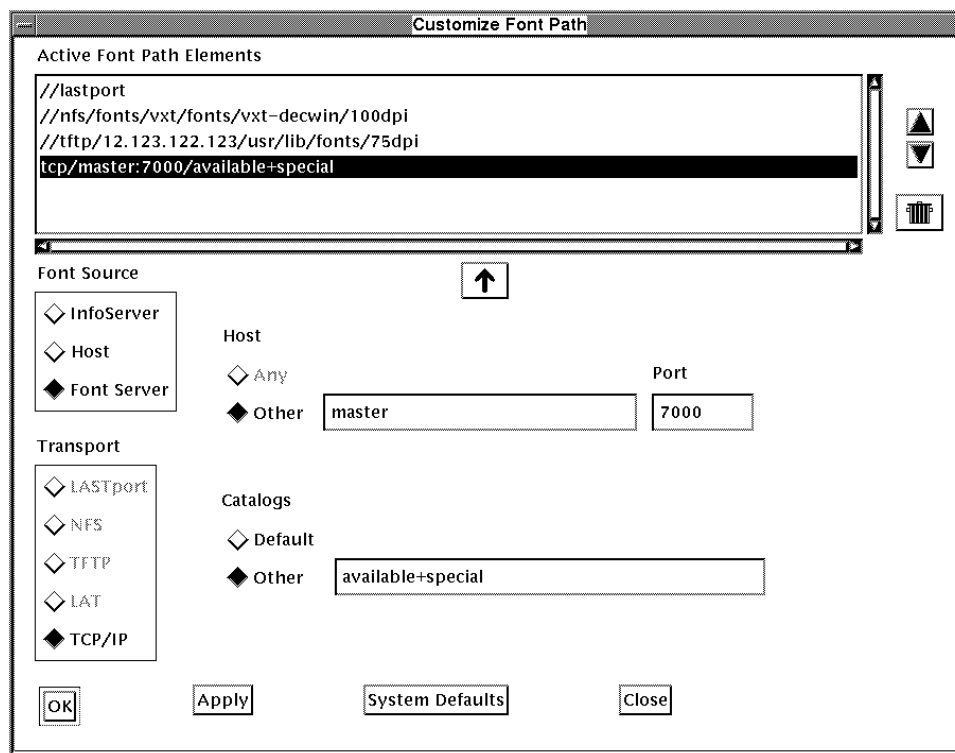 Customize Font Path
Active Font Path Elements
//lastport
//nfs/fonts/vxt/fonts/vxt-decwin/100dpi
//tftp/12.123.122.123/usr/lib/fonts/75dpi
tcp/master:7000/available+special
Font Source
InfoServer
Host
Font Server
Host
Any
Port
Other master 7000
Transport
LASTport
NFS
TFTP
LAT
TCP/IP
Catalogs
Default
Other available+special
OK Apply System Defaults Close